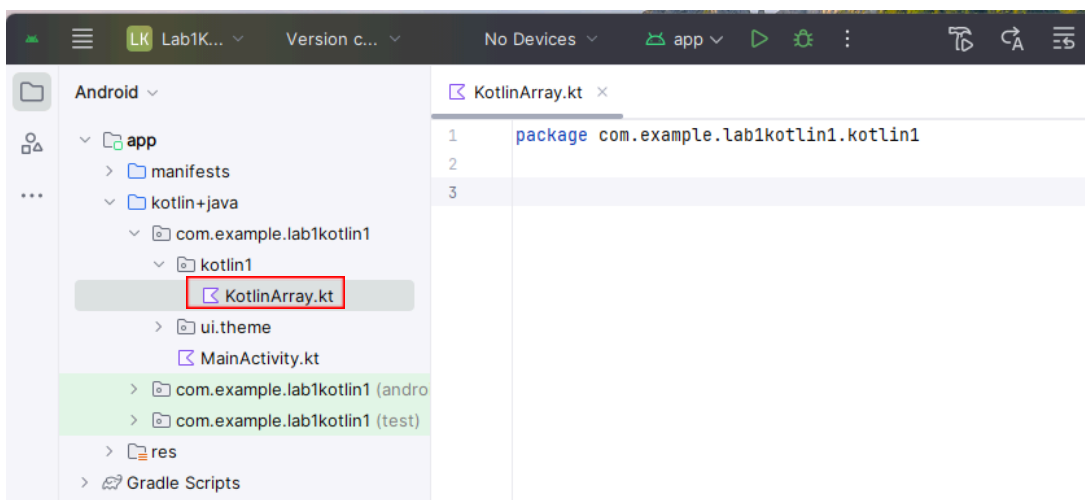 LK Lab1K... Version c... No Devices app
Android
KotlinArray.kt
app
manifests
kotlin+java
com.example.lab1kotlin1
kotlin1
KotlinArray.kt
ui.theme
MainActivity.kt
com.example.lab1kotlin1 (andro
com.example.lab1kotlin1 (test)
res
Gradle Scripts
1 package com.example.lab1kotlin1.kotlin1
2
3